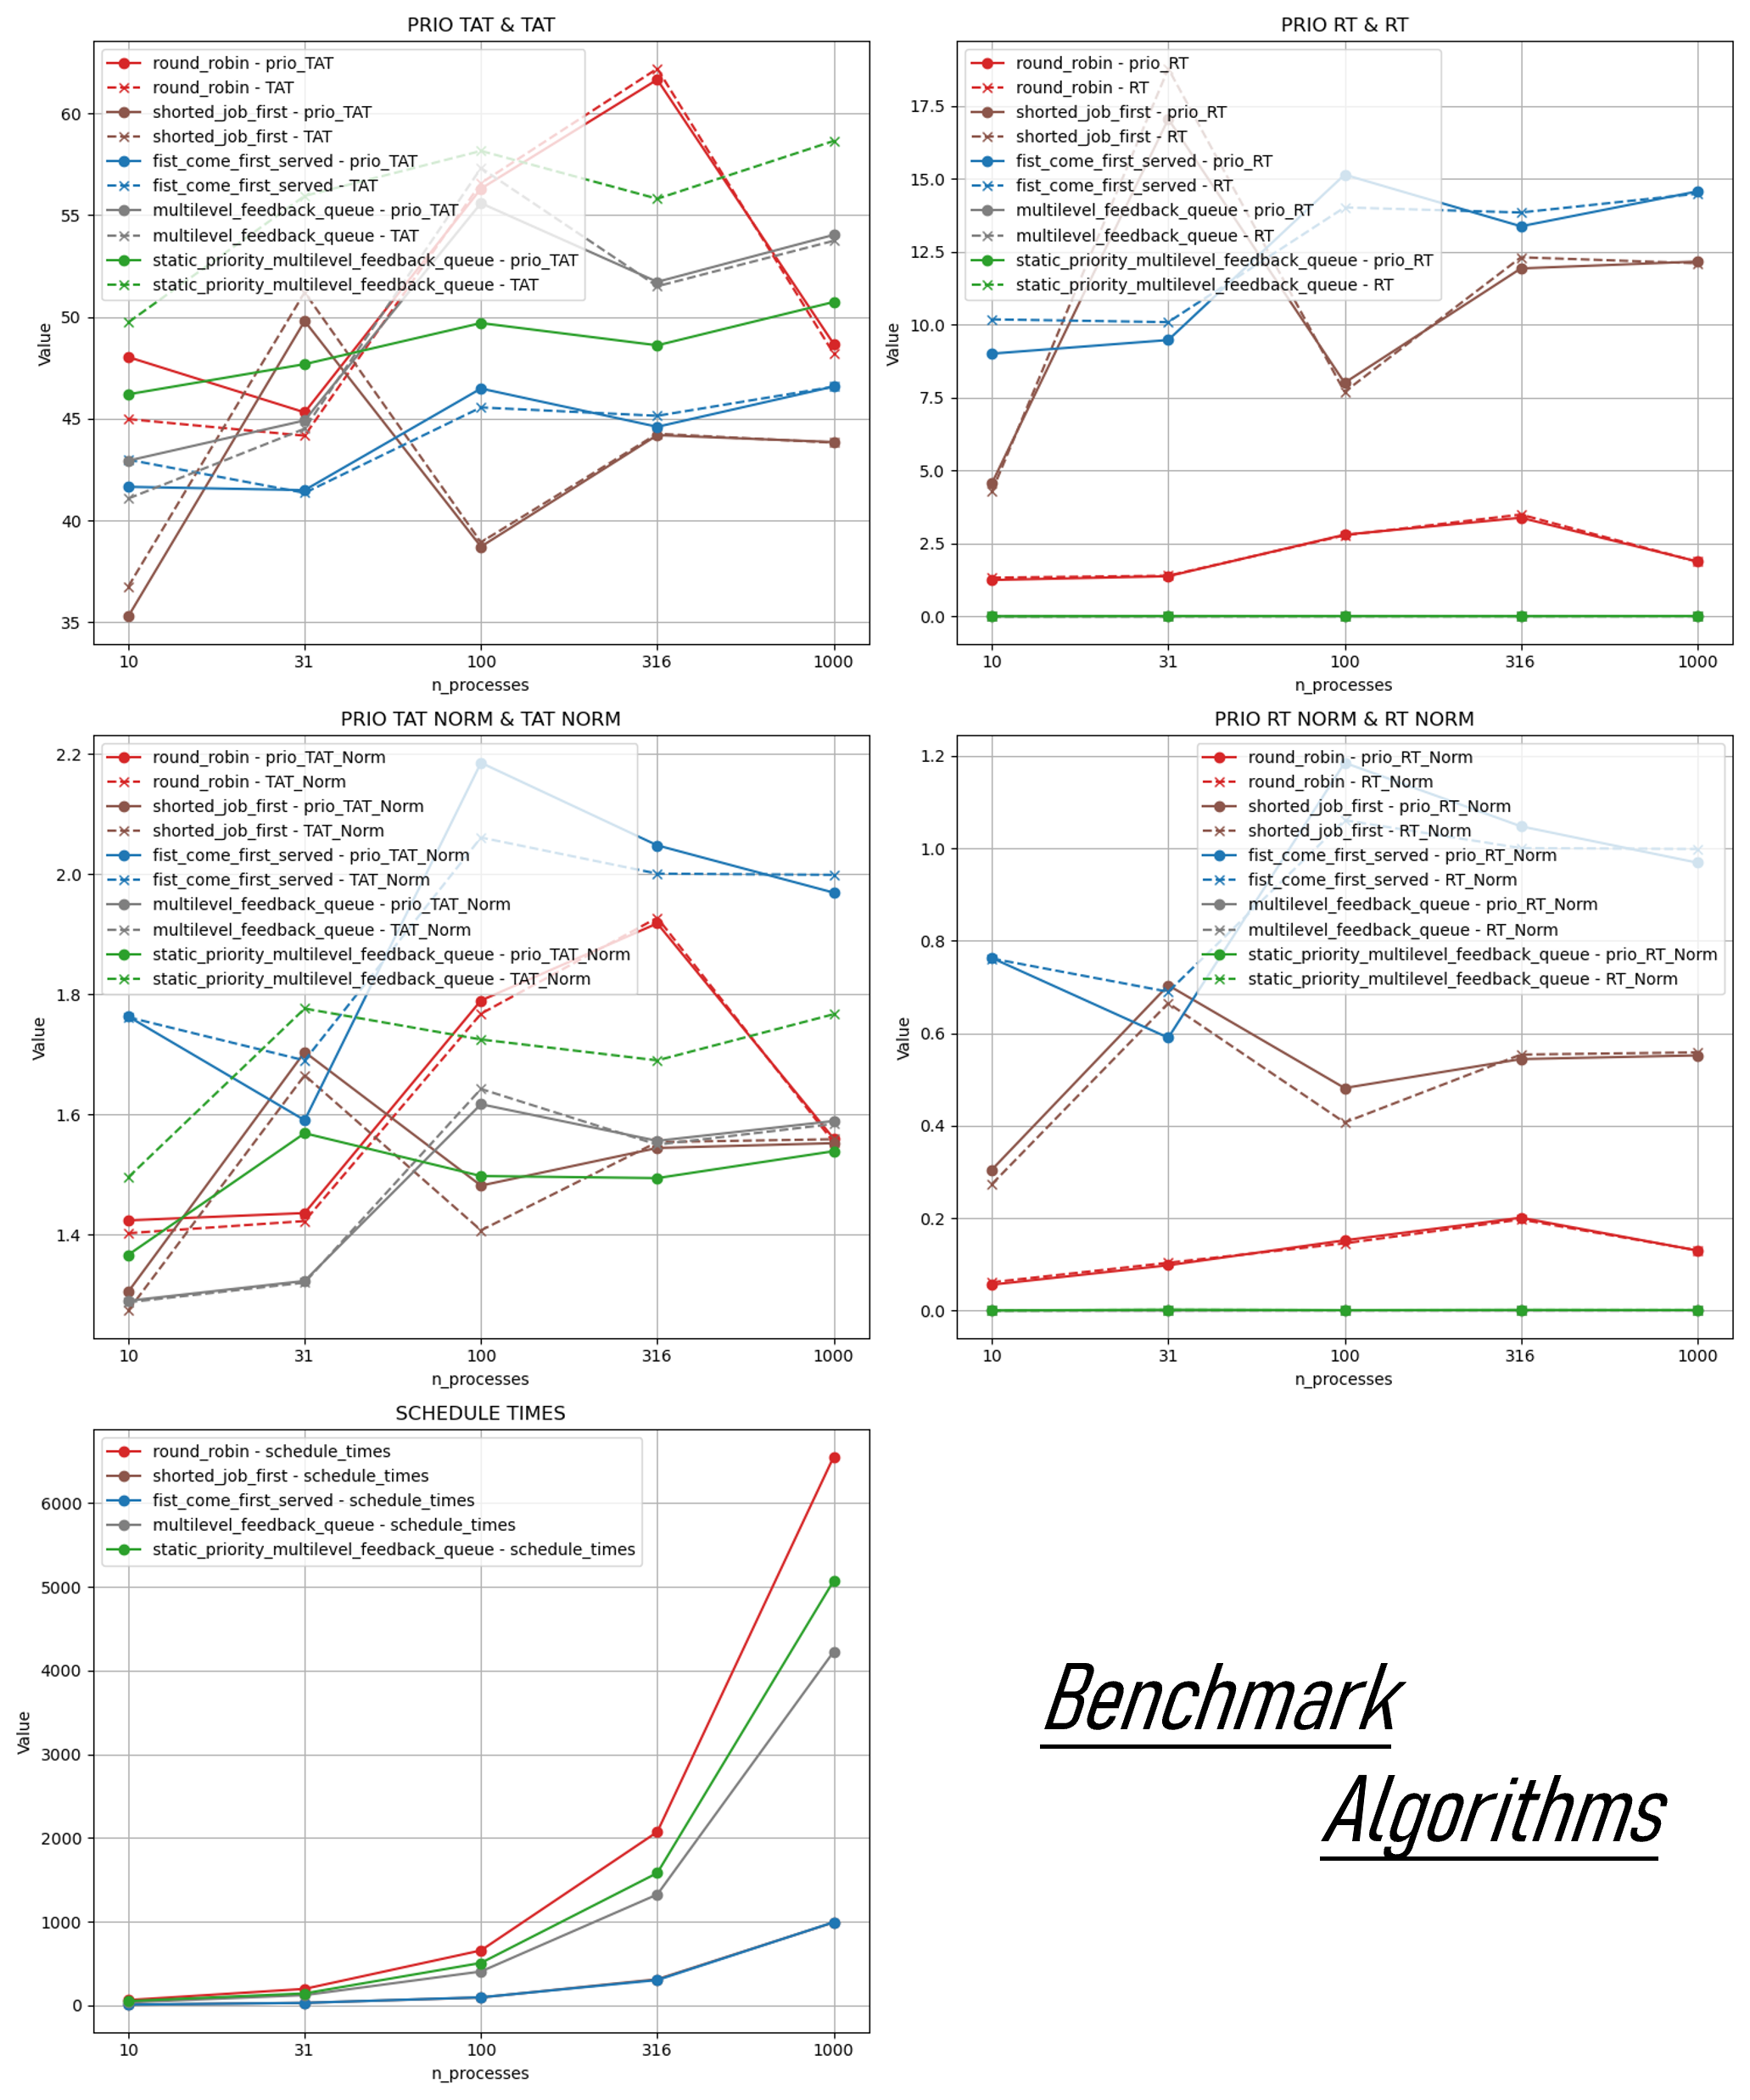 PRIO TAT & TAT
round_robin - prio_TAT
round_robin - TAT
shorted_job_first - prio_TAT
shorted_job_first - TAT
fist_come_first_served - prio_TAT
fist_come_first_served - TAT
multilevel_feedback_queue - prio_TAT
multilevel_feedback_queue - TAT
static_priority_multilevel_feedback_queue - prio_TAT
static_priority_multilevel_feedback_queue - TAT
60
55
50
45
40
35
Value
10 31 100 316 1000
n_processes
PRIO RT & RT
round_robin - prio_RT
round_robin - RT
shorted_job_first - prio_RT
shorted_job_first - RT
fist_come_first_served - prio_RT
fist_come_first_served - RT
multilevel_feedback_queue - prio_RT
multilevel_feedback_queue - RT
static_priority_multilevel_feedback_queue - prio_RT
static_priority_multilevel_feedback_queue - RT
17.5
15.0
12.5
10.0
7.5
5.0
2.5
0.0
Value
10 31 100 316 1000
n_processes
PRIO TAT NORM & TAT NORM
round_robin - prio_TAT_Norm
round_robin - TAT_Norm
shorted_job_first - prio_TAT_Norm
shorted_job_first - TAT_Norm
fist_come_first_served - prio_TAT_Norm
fist_come_first_served - TAT_Norm
multilevel_feedback_queue - prio_TAT_Norm
multilevel_feedback_queue - TAT_Norm
static_priority_multilevel_feedback_queue - prio_TAT_Norm
static_priority_multilevel_feedback_queue - TAT_Norm
2.2
2.0
1.8
1.6
1.4
Value
10 31 100 316 1000
n_processes
PRIO RT NORM & RT NORM
round_robin - prio_RT_Norm
round_robin - RT_Norm
shorted_job_first - prio_RT_Norm
shorted_job_first - RT_Norm
fist_come_first_served - prio_RT_Norm
fist_come_first_served - RT_Norm
multilevel_feedback_queue - prio_RT_Norm
multilevel_feedback_queue - RT_Norm
static_priority_multilevel_feedback_queue - prio_RT_Norm
static_priority_multilevel_feedback_queue - RT_Norm
1.2
1.0
0.8
0.6
0.4
0.2
0.0
Value
10 31 100 316 1000
n_processes
SCHEDULE TIMES
round_robin - schedule_times
shorted_job_first - schedule_times
fist_come_first_served - schedule_times
multilevel_feedback_queue - schedule_times
static_priority_multilevel_feedback_queue - schedule_times
6000
5000
4000
3000
2000
1000
0
Value
10 31 100 316 1000
n_processes
Benchmark
Algorithms